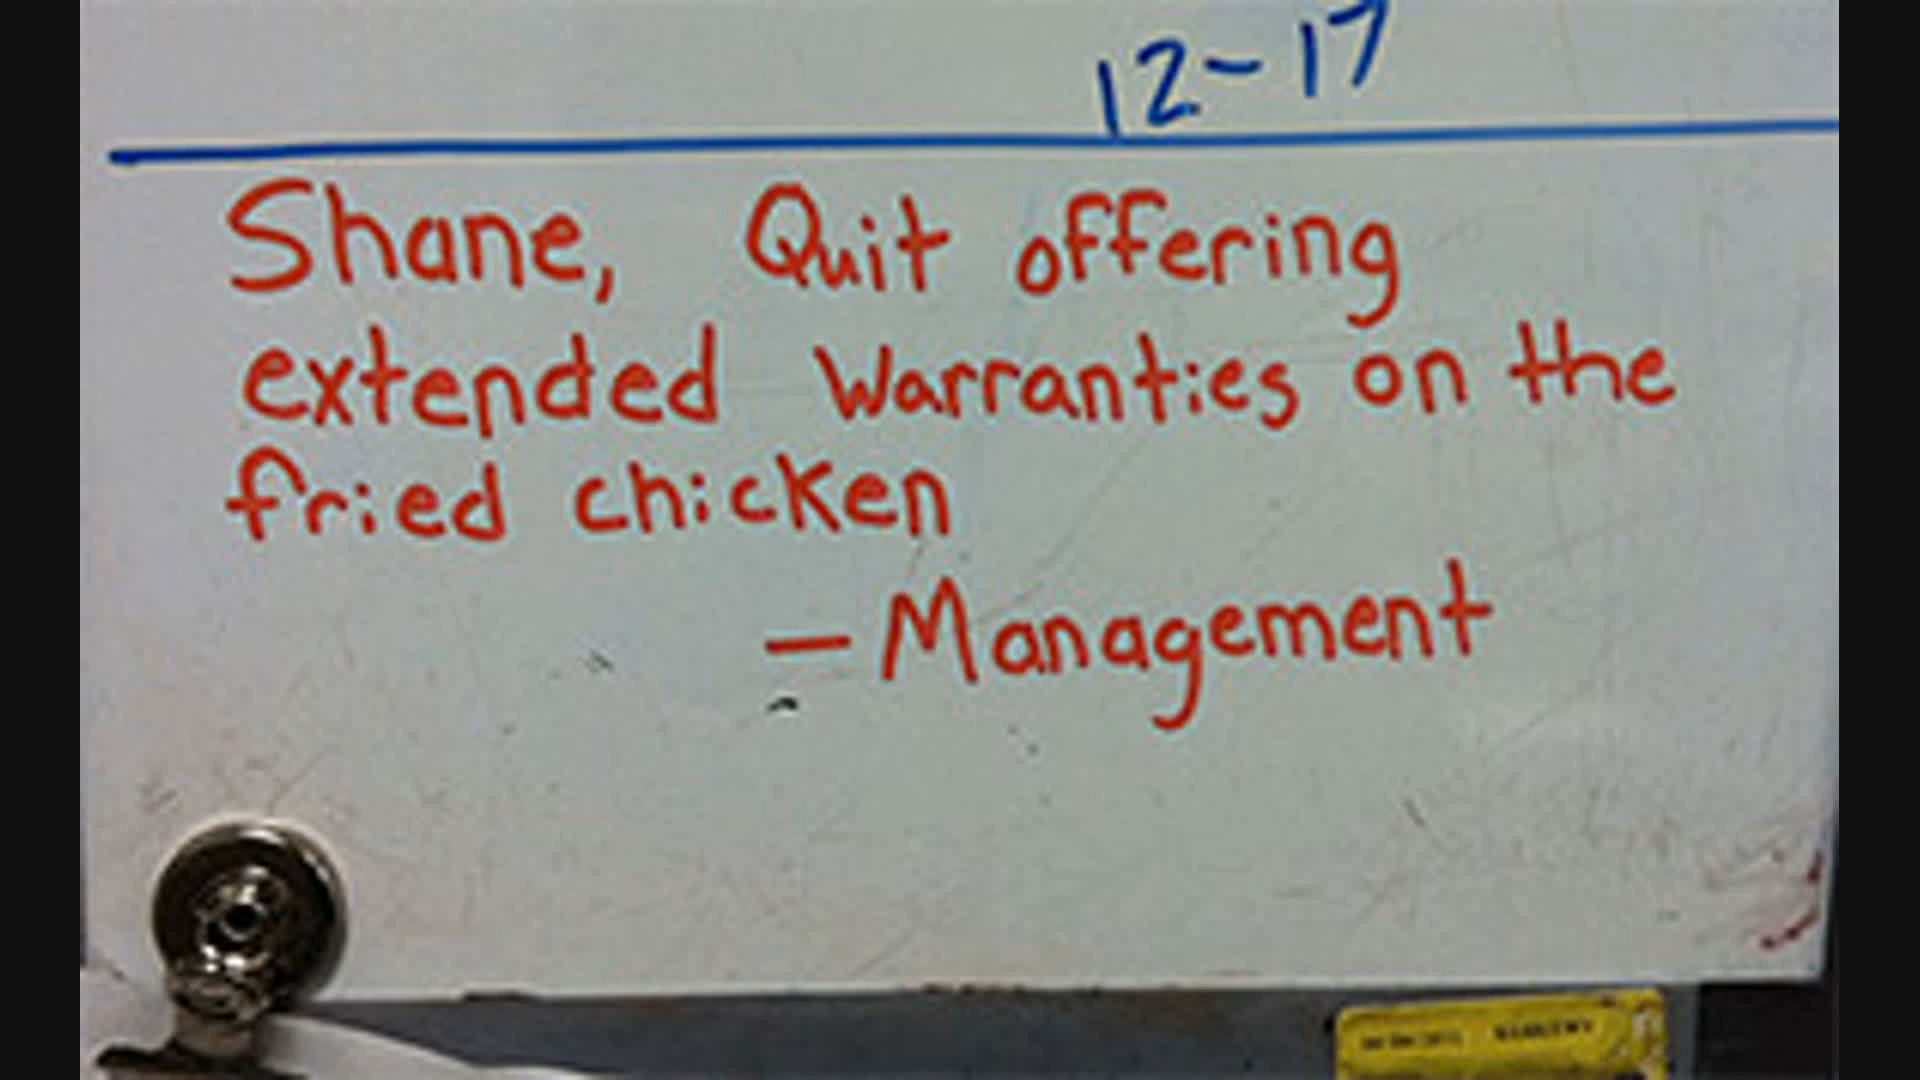 12-17
Shane, Quit offering
extended Warranties on the
fried chicken
- Management